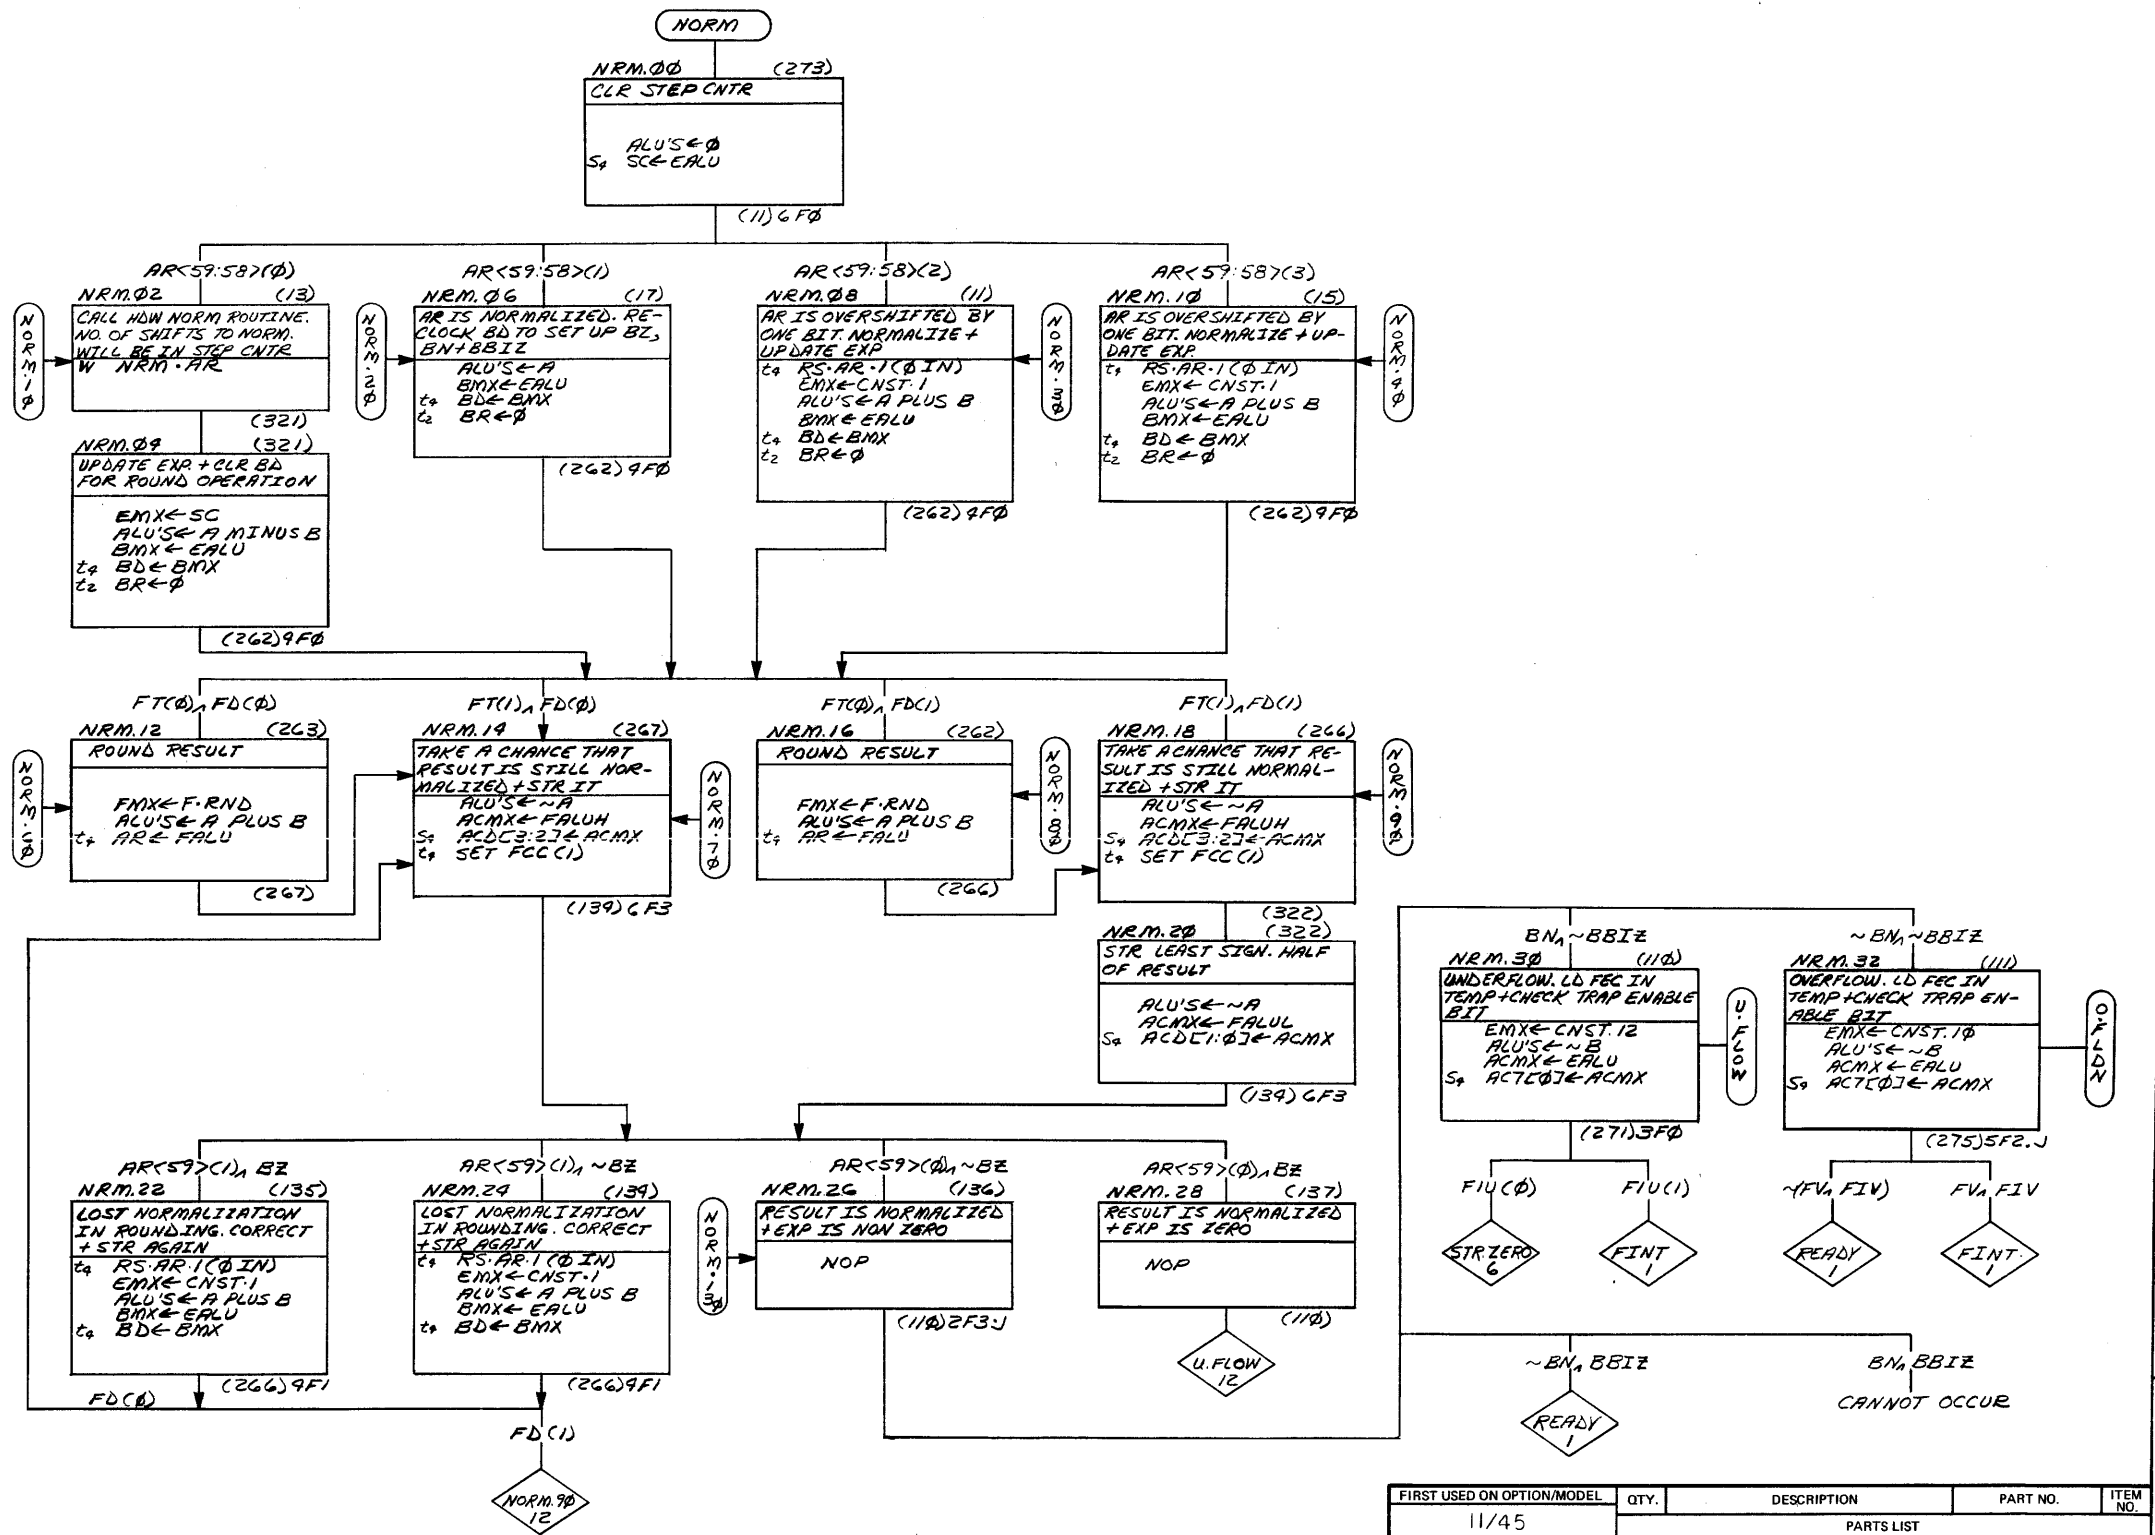 NORM
NRM.ØØ (273)
CLR STEP CNTR
ALU'S←Ø
S4 SC←EALU
(11)6FØ
AR<59:58>(Ø)
NRM.Ø2 (13)
CALL HDW NORM ROUTINE.
NO. OF SHIFTS TO NORM.
WILL BE IN STEP CNTR
W NRM·AR
(321)
NORM.1Ø
NRM.Ø4 (321)
UPDATE EXP. + CLR BD
FOR ROUND OPERATION
EMX←SC
ALU'S←A MINUS B
BMX←EALU
t4 BD←BMX
t2 BR←Ø
(262)4FØ
AR<59:58>(1)
NRM.Ø6 (17)
AR IS NORMALIZED. RE-
CLOCK BD TO SET UP BZ,
BN+BBIZ
ALU'S←A
BMX←EALU
t4 BD←BMX
t2 BR←Ø
(262)4FØ
NORM.2Ø
AR<59:58>(2)
NRM.Ø8 (11)
AR IS OVERSHIFTED BY
ONE BIT. NORMALIZE +
UPDATE EXP
t4 RS·AR·1(Ø IN)
EMX←CNST.1
ALU'S←A PLUS B
BMX←EALU
t4 BD←BMX
t2 BR←Ø
(262)4FØ
NORM.3Ø
AR<59:58>(3)
NRM.1Ø (15)
AR IS OVERSHIFTED BY
ONE BIT. NORMALIZE + UP-
DATE EXP.
t4 RS·AR·1(Ø IN)
EMX←CNST.1
ALU'S←A PLUS B
BMX←EALU
t4 BD←BMX
t2 BR←Ø
(262)4FØ
NORM.4Ø
FT(Ø)∧FD(Ø)
NRM.12 (263)
ROUND RESULT
FMX←F·RND
ALU'S←A PLUS B
t4 AR←FALU
(267)
FT(1)∧FD(Ø)
NRM.14 (267)
TAKE A CHANCE THAT
RESULT IS STILL NOR-
MALIZED + STR IT
ALU'S←~A
ACMX←FALUH
S4 ACD[3:2]←ACMX
t4 SET FCC(1)
(134)6F3
NORM.7Ø
FT(Ø)∧FD(1)
NRM.16 (262)
ROUND RESULT
FMX←F·RND
ALU'S←A PLUS B
t4 AR←FALU
(266)
NORM.8Ø
FT(1)∧FD(1)
NRM.18 (266)
TAKE A CHANCE THAT RE-
SULT IS STILL NORMAL-
IZED + STR IT
ALU'S←~A
ACMX←FALUH
S4 ACD[3:2]←ACMX
t4 SET FCC(1)
(322)
NORM.9Ø
NRM.2Ø (322)
STR LEAST SIGN. HALF
OF RESULT
ALU'S←~A
ACMX←FALUL
S4 ACD[1:Ø]←ACMX
(134)6F3
BN∧~BBIZ
NRM.3Ø (11Ø)
UNDERFLOW. LD FEC IN
TEMP+CHECK TRAP ENABLE
BIT
EMX←CNST.12
ALU'S←~B
ACMX←EALU
S4 AC7[Ø]←ACMX
(271)3FØ
U.FLOW
~BN∧~BBIZ
NRM.32 (111)
OVERFLOW. LD FEC IN
TEMP+CHECK TRAP EN-
ABLE BIT
EMX←CNST.1Ø
ALU'S←~B
ACMX←EALU
S4 AC7[Ø]←ACMX
(275)5F2.J
FIU(Ø)
STR.ZERO
6
FIU(1)
FINT
1
~(FV∧FIV)
READY
1
FV∧FIV
FINT.
1
AR<59>(1)∧BZ
NRM.22 (135)
LOST NORMALIZATION
IN ROUNDING. CORRECT
+ STR AGAIN
t4 RS·AR·1(Ø IN)
EMX←CNST.1
ALU'S←A PLUS B
BMX←EALU
t4 BD←BMX
(266)4F1
AR<59>(1)∧~BZ
NRM.24 (134)
LOST NORMALIZATION
IN ROUNDING. CORRECT
+ STR AGAIN
t4 RS·AR·1(Ø IN)
EMX←CNST.1
ALU'S←A PLUS B
BMX←EALU
t4 BD←BMX
(266)4F1
AR<59>(Ø)∧~BZ
NRM.26 (136)
RESULT IS NORMALIZED
+ EXP IS NON ZERO
NOP
(11Ø)2F3.J
NORM.13Ø
AR<59>(Ø)∧BZ
NRM.28 (137)
RESULT IS NORMALIZED
+ EXP IS ZERO
NOP
(11Ø)
U.FLOW
12
~BN∧BBIZ
READY
1
BN∧BBIZ
CANNOT OCCUR
FD(Ø)
FD(1)
NORM.9Ø
12
FIRST USED ON OPTION/MODEL
11/45
QTY. DESCRIPTION PART NO. ITEM NO.
PARTS LIST